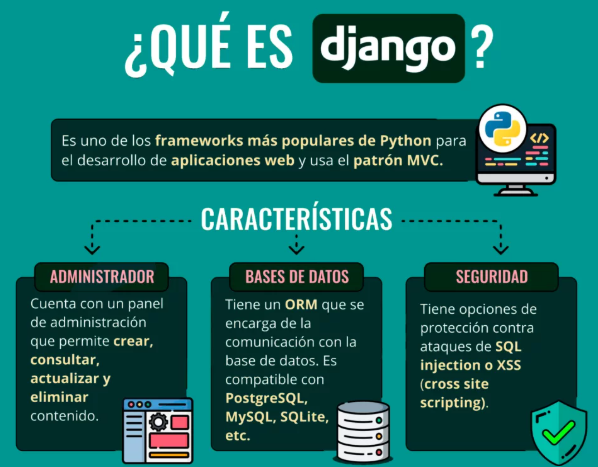 ¿QUÉ ES django ?
Es uno de los frameworks más populares de Python para
el desarrollo de aplicaciones web y usa el patrón MVC.
</>
CARACTERÍSTICAS
ADMINISTRADOR
Cuenta con un panel
de administración
que permite crear,
consultar,
actualizar y
eliminar
contenido.
BASES DE DATOS
Tiene un ORM que se
encarga de la
comunicación con la
base de datos. Es
compatible con
PostgreSQL,
MySQL, SQLite,
etc.
SEGURIDAD
Tiene opciones de
protección contra
ataques de SQL
injection o XSS
(cross site
scripting).